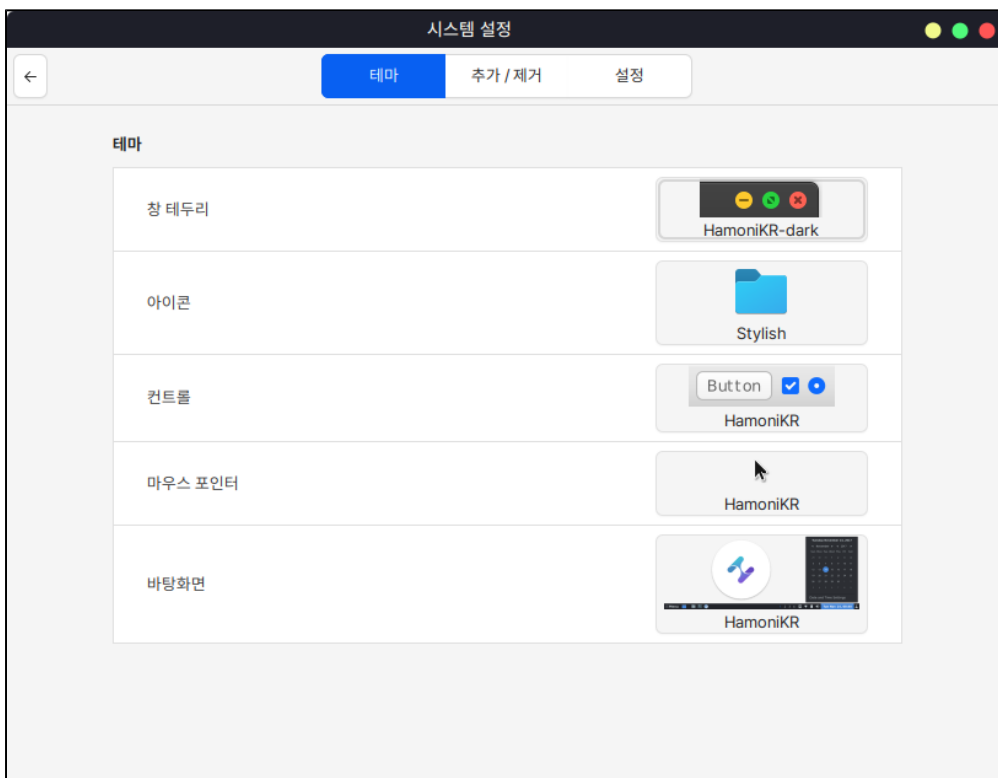 시스템 설정
테마
추가 / 제거
설정
테마
창 테두리
HamoniKR-dark
아이콘
Stylish
컨트롤
Button
HamoniKR
마우스 포인터
HamoniKR
바탕화면
HamoniKR